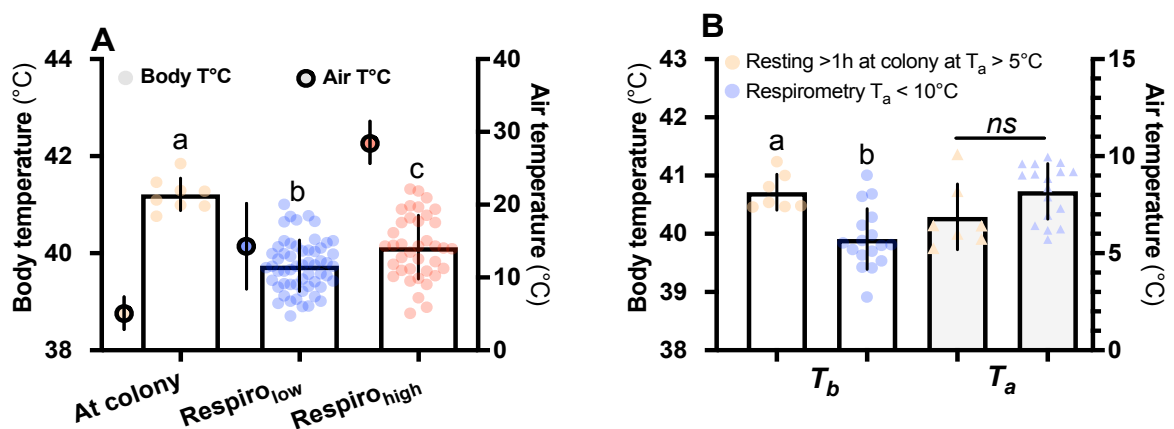 A
44
42
40
38
Body temperature (°C)
Body T°C
Air T°C
a
b
c
40
30
20
10
0
Air temperature (°C)
At colony
Respiro_low
Respiro_high
B
43
42
41
40
39
38
Body temperature (°C)
Resting >1h at colony at T_a > 5°C
Respirometry T_a < 10°C
a
b
ns
15
10
5
0
Air temperature (°C)
T_b
T_a